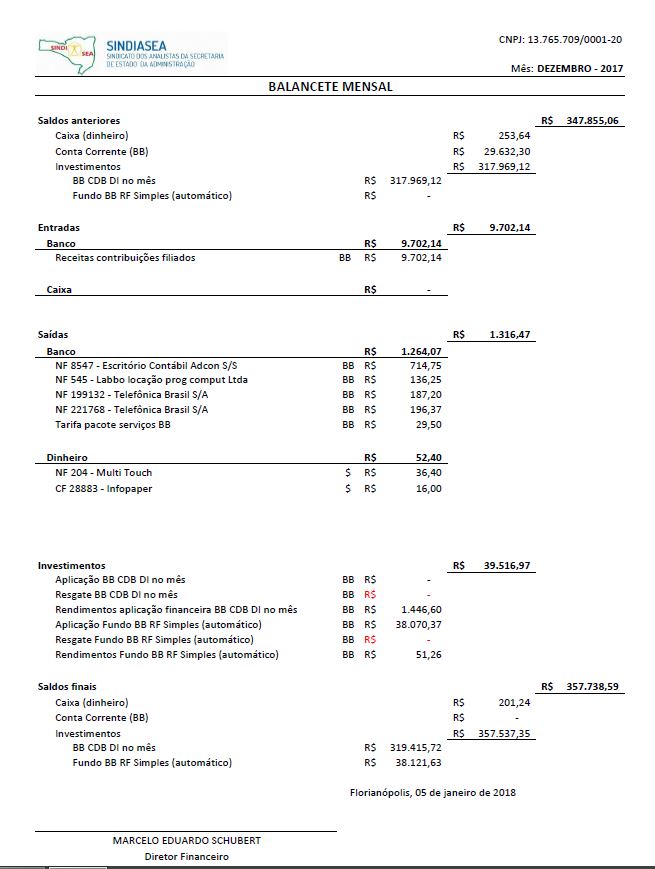 CNPJ: 13.765.709/0001-20
SINDI SEA
SINDIASEA
SINDICATO DOS ANALISTAS DA SECRETARIA
DE ESTADO DA ADMINISTRAÇÃO
Mês: DEZEMBRO - 2017
BALANCETE MENSAL
Saldos anteriores R$ 347.855,06
Caixa (dinheiro) R$ 253,64
Conta Corrente (BB) R$ 29.632,30
Investimentos R$ 317.969,12
BB CDB DI no mês R$ 317.969,12
Fundo BB RF Simples (automático) R$ -
Entradas R$ 9.702,14
Banco R$ 9.702,14
Receitas contribuições filiados BB R$ 9.702,14
Caixa R$ -
Saídas R$ 1.316,47
Banco R$ 1.264,07
NF 8547 - Escritório Contábil Adcon S/S BB R$ 714,75
NF 545 - Labbo locação prog comput Ltda BB R$ 136,25
NF 199132 - Telefônica Brasil S/A BB R$ 187,20
NF 221768 - Telefônica Brasil S/A BB R$ 196,37
Tarifa pacote serviços BB BB R$ 29,50
Dinheiro R$ 52,40
NF 204 - Multi Touch $ R$ 36,40
CF 28883 - Infopaper $ R$ 16,00
Investimentos R$ 39.516,97
Aplicação BB CDB DI no mês BB R$ -
Resgate BB CDB DI no mês BB R$ -
Rendimentos aplicação financeira BB CDB DI no mês BB R$ 1.446,60
Aplicação Fundo BB RF Simples (automático) BB R$ 38.070,37
Resgate Fundo BB RF Simples (automático) BB R$ -
Rendimentos Fundo BB RF Simples (automático) BB R$ 51,26
Saldos finais R$ 357.738,59
Caixa (dinheiro) R$ 201,24
Conta Corrente (BB) R$ -
Investimentos R$ 357.537,35
BB CDB DI no mês R$ 319.415,72
Fundo BB RF Simples (automático) R$ 38.121,63
Florianópolis, 05 de janeiro de 2018
MARCELO EDUARDO SCHUBERT
Diretor Financeiro